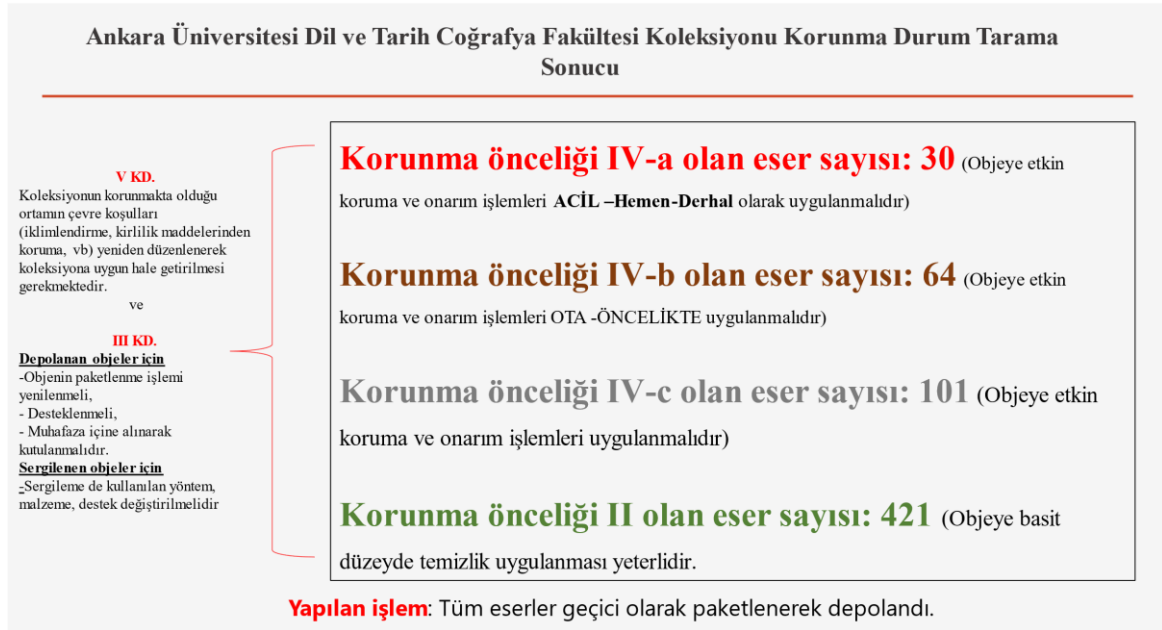 Ankara Üniversitesi Dil ve Tarih Coğrafya Fakültesi Koleksiyonu Korunma Durum Tarama
Sonucu
V KD.
Koleksiyonun korunmakta olduğu
ortamın çevre koşulları
(iklimlendirme, kirlilik maddelerinden
koruma, vb) yeniden düzenlenerek
koleksiyona uygun hale getirilmesi
gerekmektedir.
ve
III KD.
Depolanan objeler için
-Objenin paketlenme işlemi
yenilenmeli,
- Desteklenmeli,
- Muhafaza içine alınarak
kutulanmalıdır.
Sergilenen objeler için
-Sergileme de kullanılan yöntem,
malzeme, destek değiştirilmelidir
Korunma önceliği IV-a olan eser sayısı: 30 (Objeye etkin
koruma ve onarım işlemleri ACİL –Hemen-Derhal olarak uygulanmalıdır)
Korunma önceliği IV-b olan eser sayısı: 64 (Objeye etkin
koruma ve onarım işlemleri OTA -ÖNCELİKTE uygulanmalıdır)
Korunma önceliği IV-c olan eser sayısı: 101 (Objeye etkin
koruma ve onarım işlemleri uygulanmalıdır)
Korunma önceliği II olan eser sayısı: 421 (Objeye basit
düzeyde temizlik uygulanması yeterlidir.
Yapılan işlem: Tüm eserler geçici olarak paketlenerek depolandı.